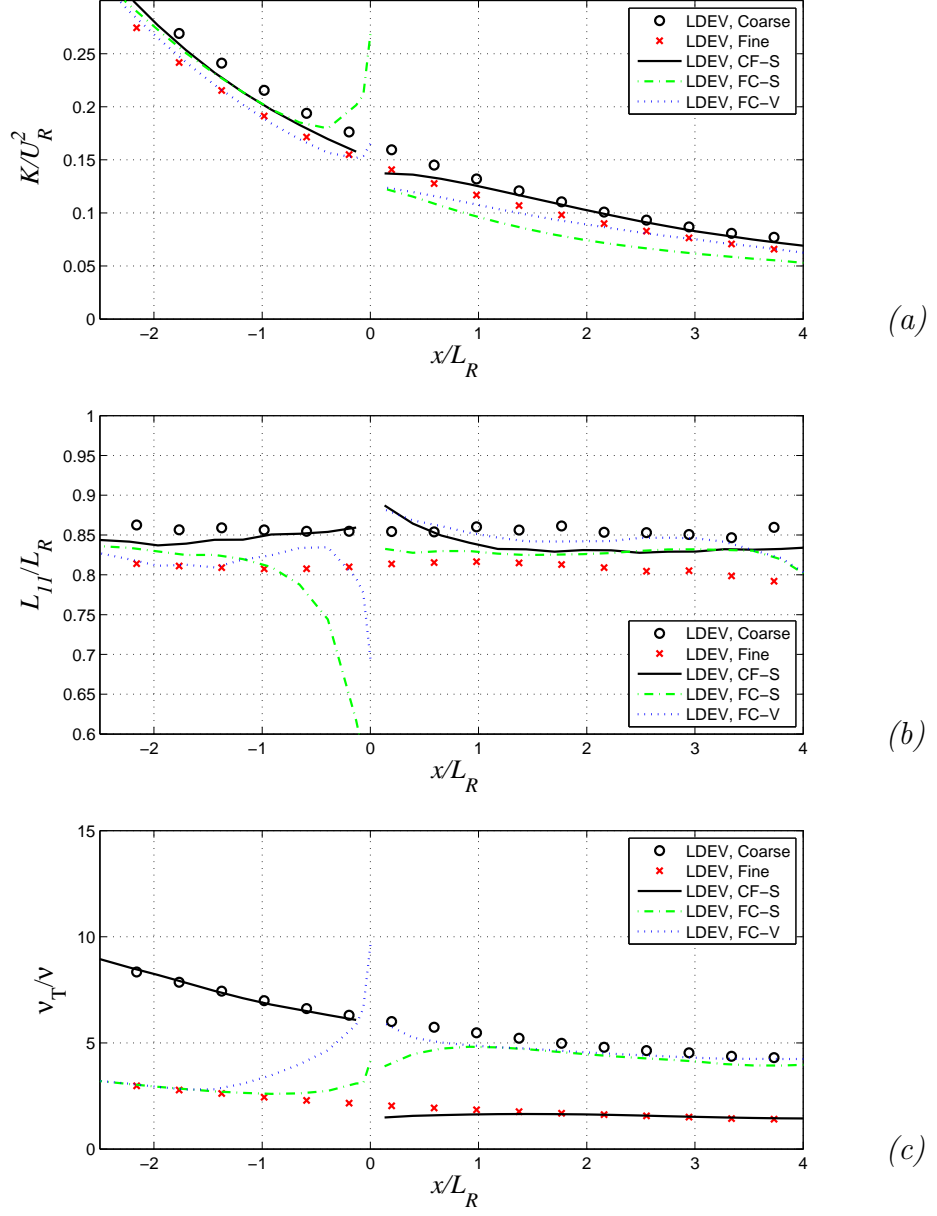 0.25
0.2
0.15
0.1
0.05
0
K/U_R^2
−2
−1
0
1
2
3
4
x/L_R
LDEV, Coarse
LDEV, Fine
LDEV, CF−S
LDEV, FC−S
LDEV, FC−V
(a)
1
0.95
0.9
0.85
0.8
0.75
0.7
0.65
0.6
L_11/L_R
−2
−1
0
1
2
3
4
x/L_R
LDEV, Coarse
LDEV, Fine
LDEV, CF−S
LDEV, FC−S
LDEV, FC−V
(b)
15
10
5
0
ν_T/ν
−2
−1
0
1
2
3
4
x/L_R
LDEV, Coarse
LDEV, Fine
LDEV, CF−S
LDEV, FC−S
LDEV, FC−V
(c)